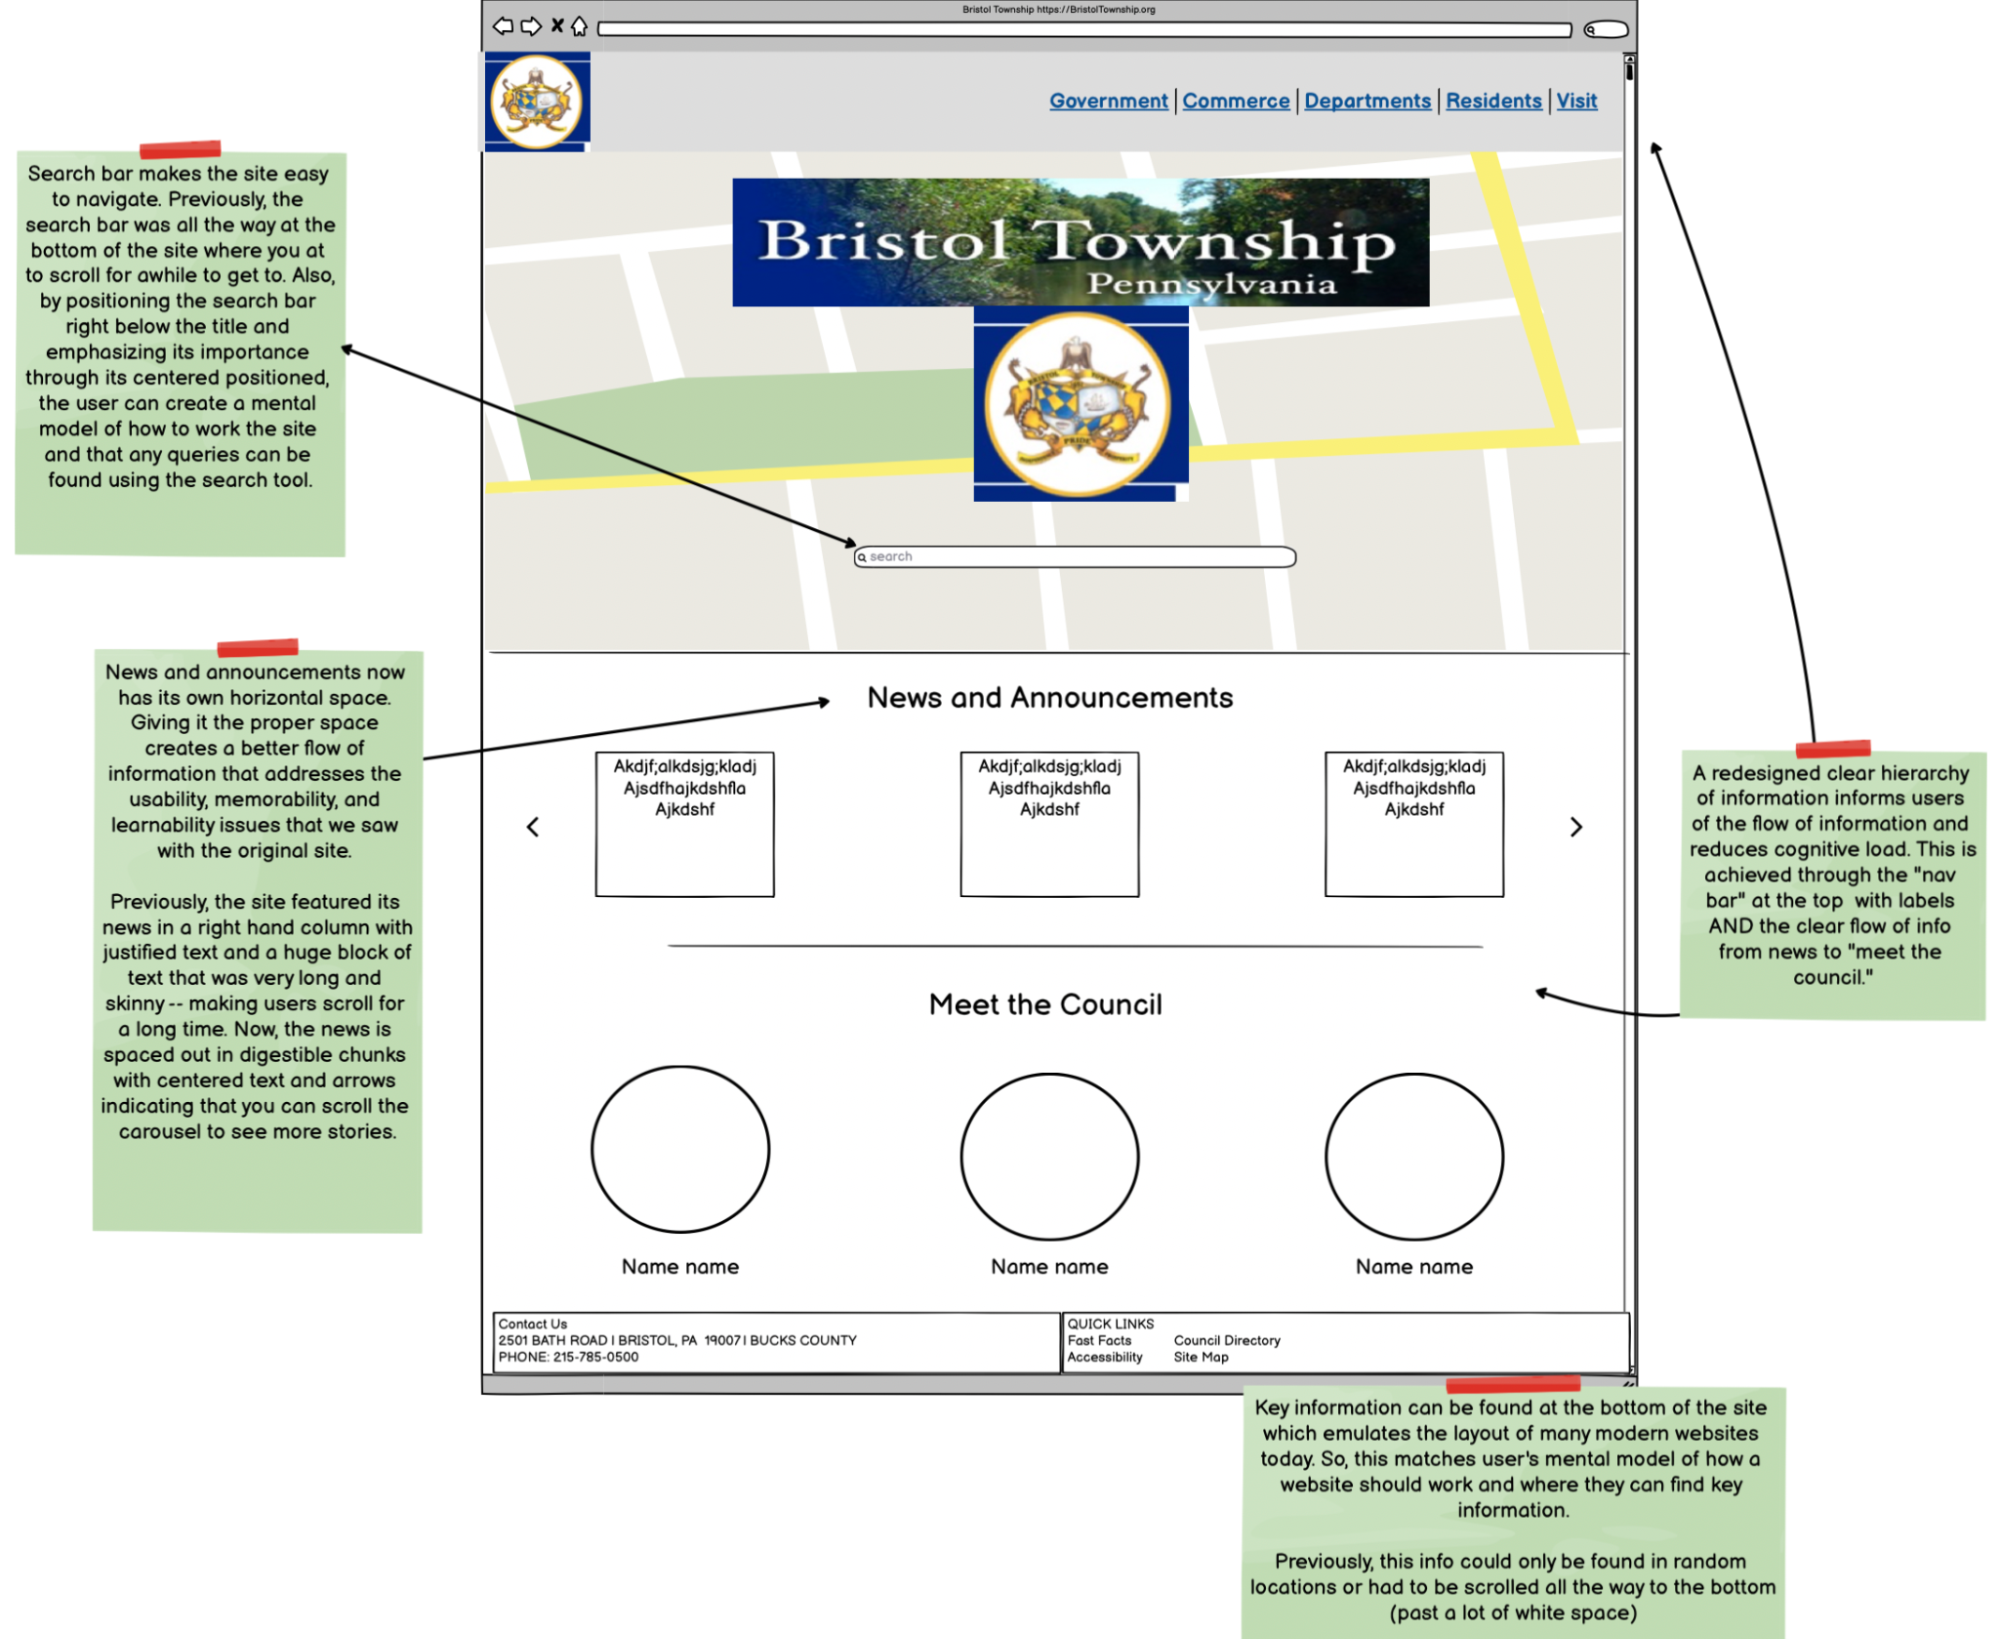 Bristol Township https://BristolTownship.org
Government Commerce Departments Residents Visit
Bristol Township
Pennsylvania
PRIDE
search
News and Announcements
Akdjf;alkdsjg;kladj
Ajsdfhajkdshfla
Ajkdshf
Akdjf;alkdsjg;kladj
Ajsdfhajkdshfla
Ajkdshf
Akdjf;alkdsjg;kladj
Ajsdfhajkdshfla
Ajkdshf
Meet the Council
Name name
Name name
Name name
Contact Us
2501 BATH ROAD | BRISTOL, PA 19007 | BUCKS COUNTY
PHONE: 215-785-0500
QUICK LINKS
Fast Facts Council Directory
Accessibility Site Map
Search bar makes the site easy
to navigate. Previously, the
search bar was all the way at the
bottom of the site where you at
to scroll for awhile to get to. Also,
by positioning the search bar
right below the title and
emphasizing its importance
through its centered positioned,
the user can create a mental
model of how to work the site
and that any queries can be
found using the search tool.
News and announcements now
has its own horizontal space.
Giving it the proper space
creates a better flow of
information that addresses the
usability, memorability, and
learnability issues that we saw
with the original site.
Previously, the site featured its
news in a right hand column with
justified text and a huge block of
text that was very long and
skinny -- making users scroll for
a long time. Now, the news is
spaced out in digestible chunks
with centered text and arrows
indicating that you can scroll the
carousel to see more stories.
A redesigned clear hierarchy
of information informs users
of the flow of information and
reduces cognitive load. This is
achieved through the "nav
bar" at the top with labels
AND the clear flow of info
from news to "meet the
council."
Key information can be found at the bottom of the site
which emulates the layout of many modern websites
today. So, this matches user's mental model of how a
website should work and where they can find key
information.
Previously, this info could only be found in random
locations or had to be scrolled all the way to the bottom
(past a lot of white space)